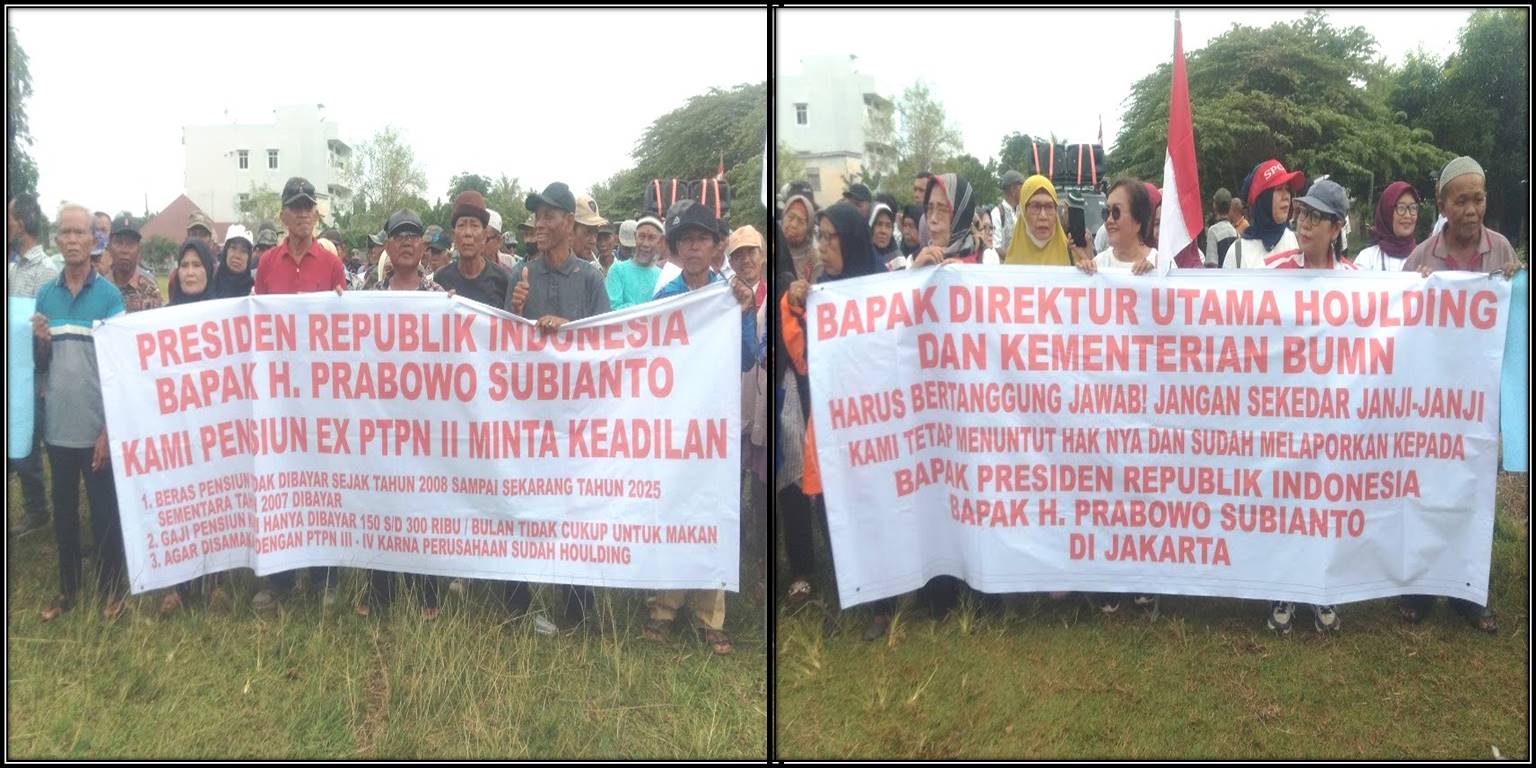 PRESIDEN REPUBLIK INDONESIA
BAPAK H. PRABOWO SUBIANTO
KAMI PENSIUN EX PTPN II MINTA KEADILAN
1. BERAS PENSIUN DAK DIBAYAR SEJAK TAHUN 2008 SAMPAI SEKARANG TAHUN 2025
SEMENTARA 2007 DIBAYAR
2. GAJI PENSIUN HANYA DIBAYAR 150 S/D 300 RIBU / BULAN TIDAK CUKUP UNTUK MAKAN
3. AGAR DISAMAK DENGAN PTPN III - IV KARNA PERUSAHAAN SUDAH HOULDING
BAPAK DIREKTUR UTAMA HOULDING
DAN KEMENTERIAN BUMN
HARUS BERTANGGUNG JAWAB! JANGAN SEKEDAR JANJI-JANJI
KAMI TETAP MENUNTUT HAK NYA DAN SUDAH MELAPORKAN KEPADA
BAPAK PRESIDEN REPUBLIK INDONESIA
BAPAK H. PRABOWO SUBIANTO
DI JAKARTA